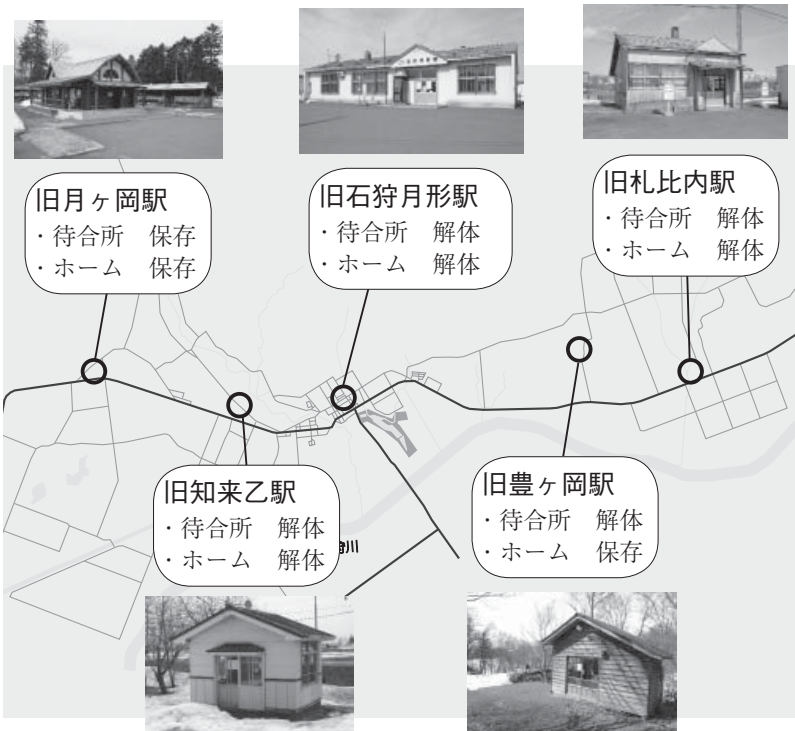 旧月ヶ岡駅
・待合所　保存
・ホーム　保存
旧石狩月形駅
・待合所　解体
・ホーム　解体
旧札比内駅
・待合所　解体
・ホーム　解体
旧知来乙駅
・待合所　解体
・ホーム　解体
旧豊ヶ岡駅
・待合所　解体
・ホーム　保存
川